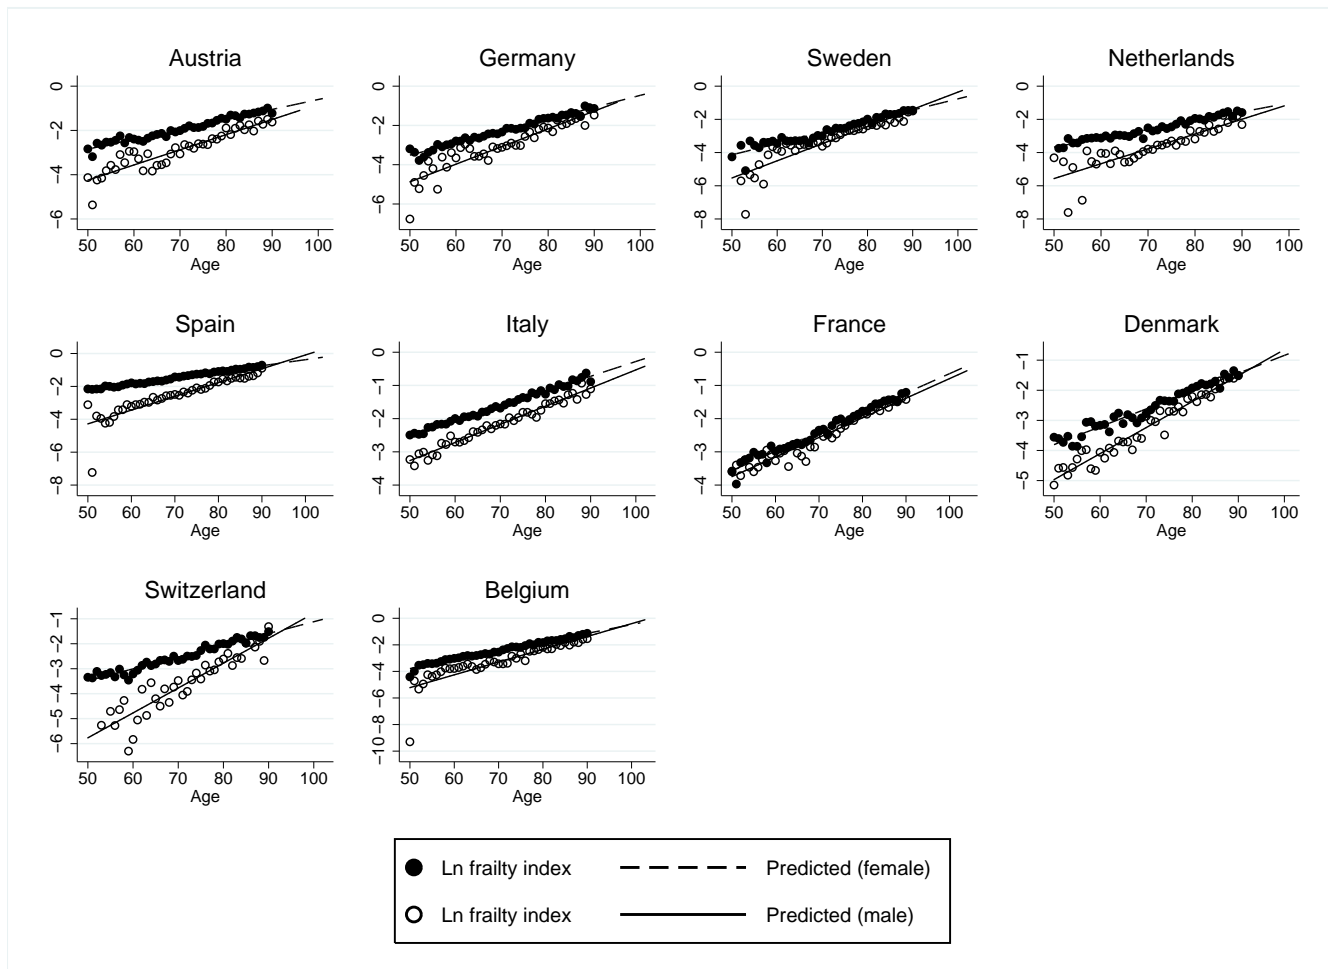 Austria
0
−2
−4
−6
50 60 70 80 90 100
Age
Germany
0
−2
−4
−6
50 60 70 80 90 100
Age
Sweden
0
−2
−4
−6
−8
50 60 70 80 90 100
Age
Netherlands
0
−2
−4
−6
−8
50 60 70 80 90 100
Age
Spain
0
−2
−4
−6
−8
50 60 70 80 90 100
Age
Italy
0
−1
−2
−3
−4
50 60 70 80 90 100
Age
France
0
−1
−2
−3
−4
50 60 70 80 90 100
Age
Denmark
−1
−2
−3
−4
−5
50 60 70 80 90 100
Age
Switzerland
−1
−2
−3
−4
−5
−6
50 60 70 80 90 100
Age
Belgium
0
−2
−4
−6
−8
−10
50 60 70 80 90 100
Age
Ln frailty index Predicted (female)
Ln frailty index Predicted (male)